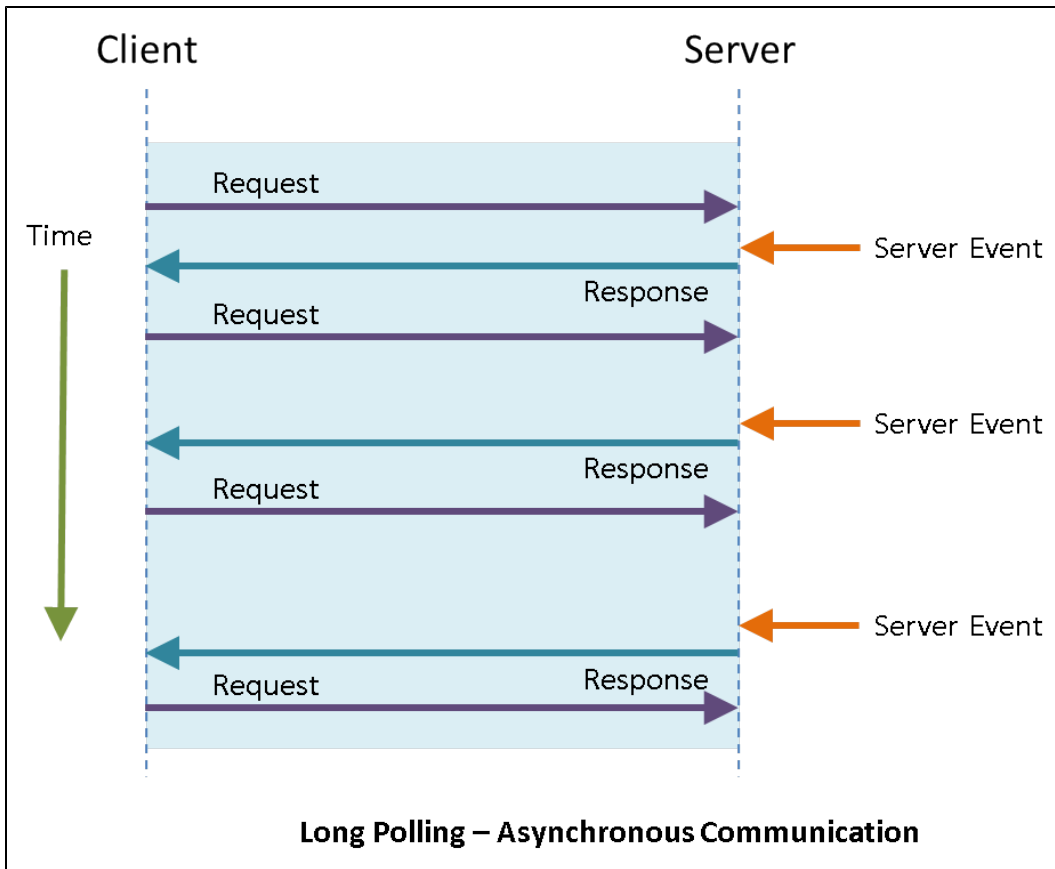 Client
Server
Request
Time
Server Event
Response
Request
Server Event
Response
Request
Server Event
Response
Request
Long Polling – Asynchronous Communication